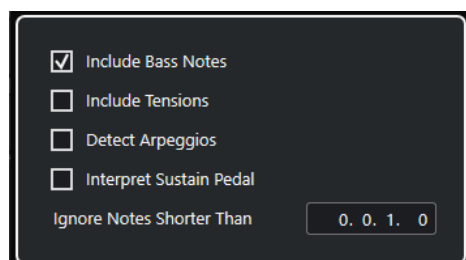 Include Bass Notes
Include Tensions
Detect Arpeggios
Interpret Sustain Pedal
Ignore Notes Shorter Than 0. 0. 1. 0